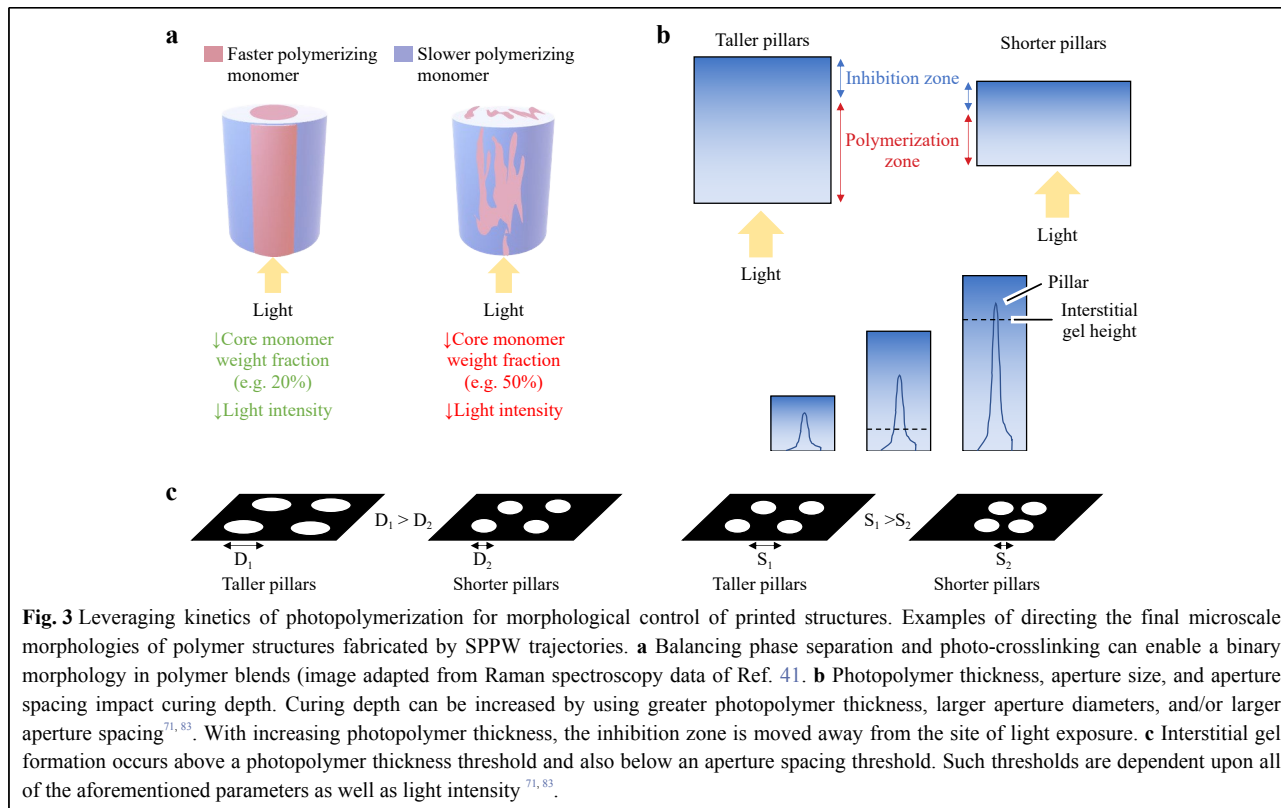 a
Faster polymerizing
monomer
Slower polymerizing
monomer
Light
↓Core monomer
weight fraction
(e.g. 20%)
↓Light intensity
Light
↓Core monomer
weight fraction
(e.g. 50%)
↓Light intensity
b
Taller pillars
Shorter pillars
Inhibition zone
Polymerization
zone
Light
Light
Pillar
Interstitial
gel height
c
D₁ > D₂
D₁
Taller pillars
D₂
Shorter pillars
S₁ >S₂
S₁
Taller pillars
S₂
Shorter pillars
Fig. 3 Leveraging kinetics of photopolymerization for morphological control of printed structures. Examples of directing the final microscale
morphologies of polymer structures fabricated by SPPW trajectories. a Balancing phase separation and photo-crosslinking can enable a binary
morphology in polymer blends (image adapted from Raman spectroscopy data of Ref. 41. b Photopolymer thickness, aperture size, and aperture
spacing impact curing depth. Curing depth can be increased by using greater photopolymer thickness, larger aperture diameters, and/or larger
aperture spacing71, 83. With increasing photopolymer thickness, the inhibition zone is moved away from the site of light exposure. c Interstitial gel
formation occurs above a photopolymer thickness threshold and also below an aperture spacing threshold. Such thresholds are dependent upon all
of the aforementioned parameters as well as light intensity 71, 83.